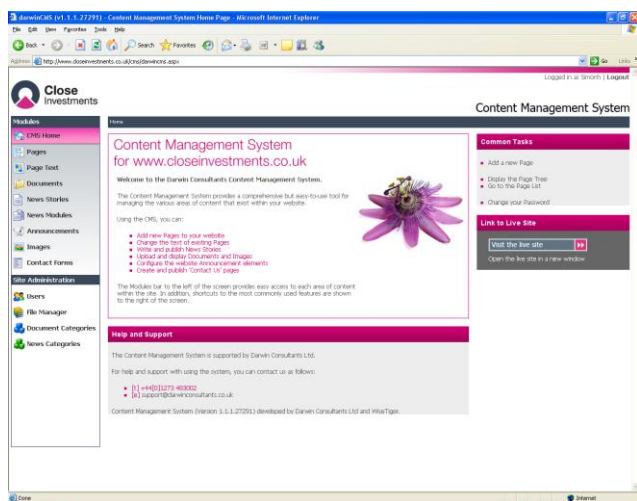 darwinCMS (v1.1.1.27291) - Content Management System Home Page - Microsoft Internet Explorer
File Edit View Favorites Tools Help
Back Search Favorites
Address http://www.closeinvestments.co.uk/cms/darwincms.aspx Go Links
Logged in as timorih | Logout
Close
Investments
Content Management System
Modules
CMS Home
Pages
Page Text
Documents
News Stories
News Modules
Announcements
Images
Contact Forms
Site Administration
Users
File Manager
Document Categories
News Categories
Home
Content Management System
for www.closeinvestments.co.uk
Welcome to the Darwin Consultants Content Management System.
The Content Management System provides a comprehensive but easy-to-use tool for
managing the various areas of content that exist within your website.
Using the CMS, you can:
Add new Pages to your website
Change the text of existing Pages
Write and publish News Stories
Upload and display Documents and Images
Configure the website Announcement elements
Create and publish 'Contact Us' pages
The Modules bar to the left of the screen provides easy access to each area of content
within the site. In addition, shortcuts to the most commonly used features are shown
to the right of the screen.
Help and Support
The Content Management System is supported by Darwin Consultants Ltd.
For help and support with using the system, you can contact us as follows:
[t] +44(0)1273 403002
[e] support@darwinconsultants.co.uk
Content Management System (Version 1.1.1.27291) developed by Darwin Consultants Ltd and WiseTiger.
Common Tasks
Add a new Page
Display the Page Tree
Go to the Page List
Change your Password
Link to Live Site
Visit the live site
Open the live site in a new window
Done
Internet